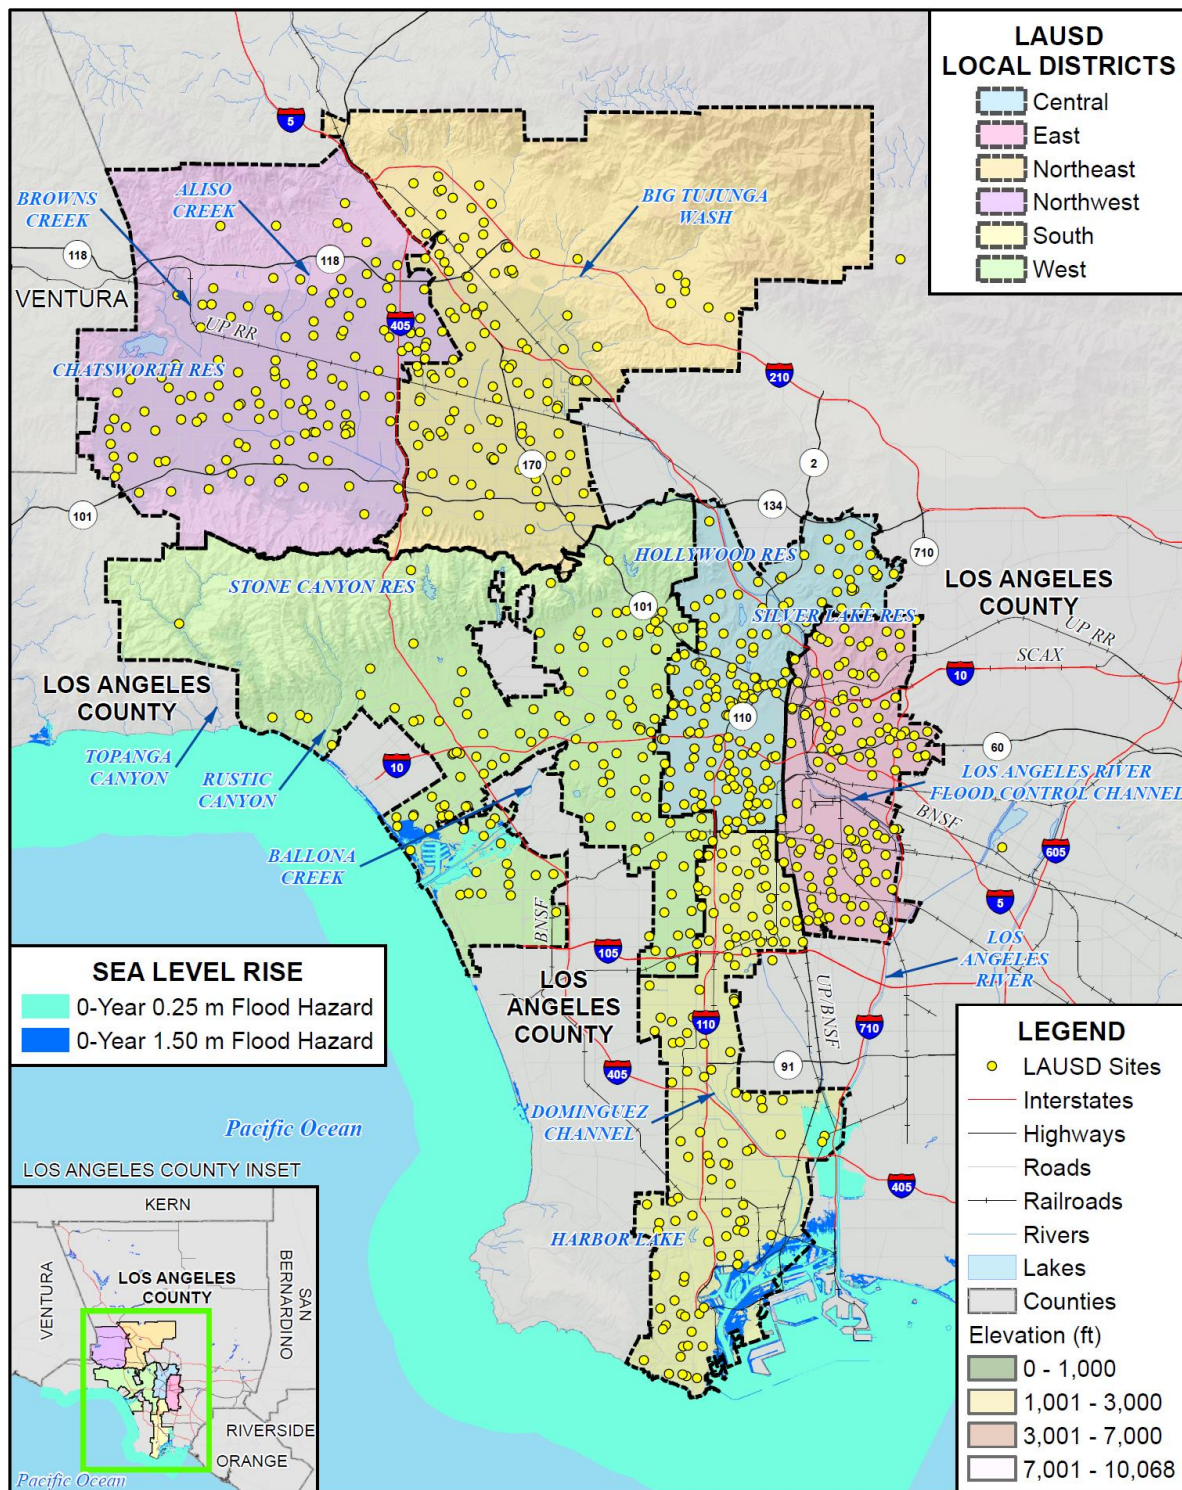 LAUSD
LOCAL DISTRICTS
Central
East
Northeast
Northwest
South
West
5
BROWNS
CREEK
ALISO
CREEK
BIG TUJUNGA
WASH
118
118
VENTURA
UP RR
405
CHATSWORTH RES
210
170
2
101
134
710
HOLLYWOOD RES
STONE CANYON RES
101
SILVER LAKE RES
LOS ANGELES
COUNTY
UP RR
SCAX
10
LOS ANGELES
COUNTY
110
60
TOPANGA
CANYON
RUSTIC
CANYON
10
LOS ANGELES RIVER
FLOOD CONTROL CHANNEL
BNSF
BALLONA
CREEK
605
5
BNSF
105
LOS
ANGELES
RIVER
SEA LEVEL RISE
0-Year 0.25 m Flood Hazard
0-Year 1.50 m Flood Hazard
LOS
ANGELES
COUNTY
UP/BNSF
110
710
405
91
DOMINGUEZ
CHANNEL
405
Pacific Ocean
HARBOR LAKE
LEGEND
LAUSD Sites
Interstates
Highways
Roads
Railroads
Rivers
Lakes
Counties
Elevation (ft)
0 - 1,000
1,001 - 3,000
3,001 - 7,000
7,001 - 10,068
LOS ANGELES COUNTY INSET
KERN
VENTURA
LOS ANGELES
COUNTY
SAN
BERNARDINO
RIVERSIDE
ORANGE
Pacific Ocean